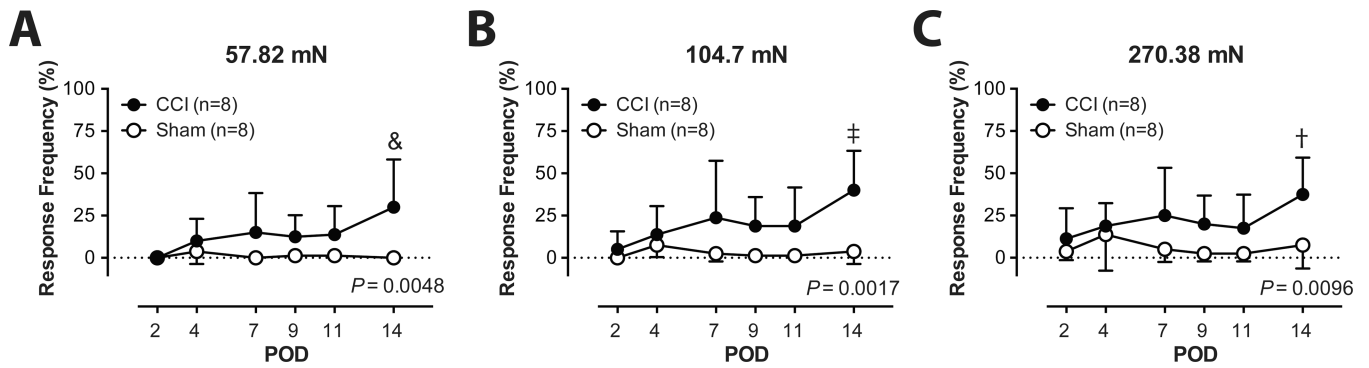 A
57.82 mN
Response Frequency (%)
100
75
50
25
0
CCI (n=8)
Sham (n=8)
&
P = 0.0048
2 4 7 9 11 14
POD
B
104.7 mN
Response Frequency (%)
100
75
50
25
0
CCI (n=8)
Sham (n=8)
‡
P = 0.0017
2 4 7 9 11 14
POD
C
270.38 mN
Response Frequency (%)
100
75
50
25
0
CCI (n=8)
Sham (n=8)
†
P = 0.0096
2 4 7 9 11 14
POD